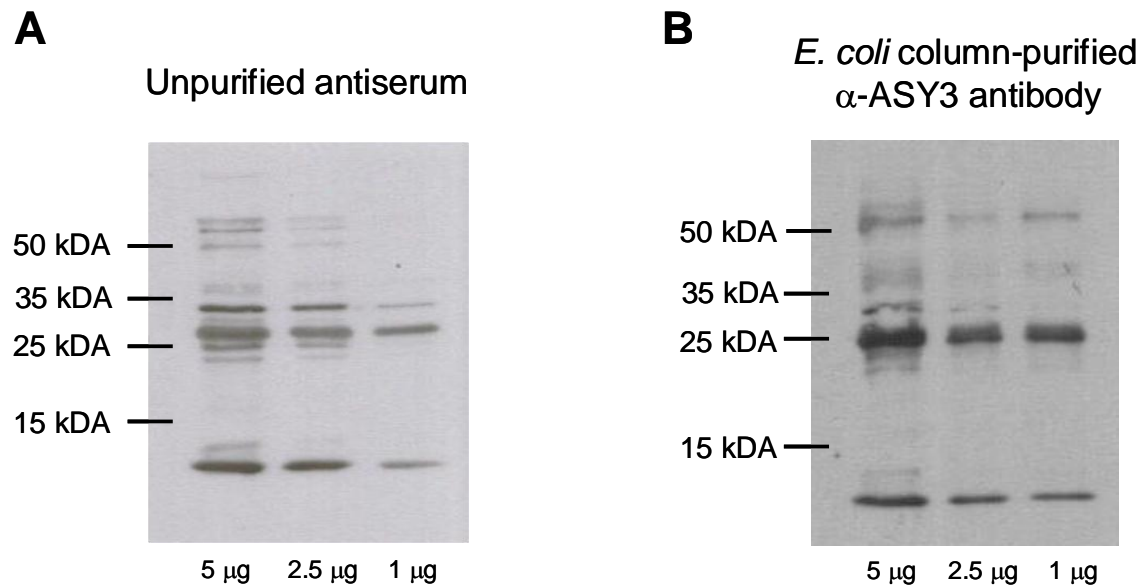 A
Unpurified antiserum
50 kDA
35 kDA
25 kDA
15 kDA
5 μg 2.5 μg 1 μg
B
E. coli column-purified
α-ASY3 antibody
50 kDA
35 kDA
25 kDA
15 kDA
5 μg 2.5 μg 1 μg